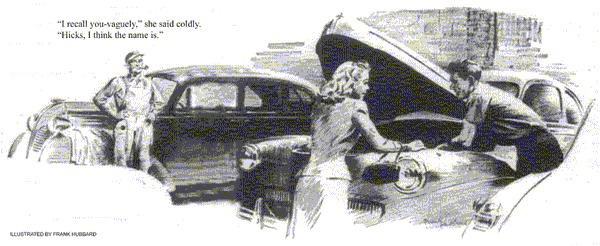 “I recall you-vaguely,” she said coldly.
“Hicks, I think the name is.”
ILLUSTRATED BY FRANK HUBBARD